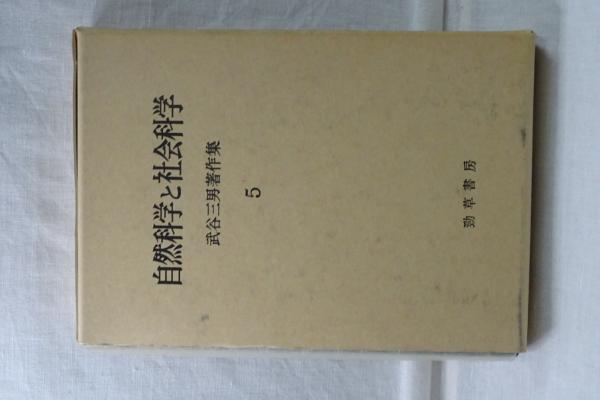 自然科学と社会科学
武谷三男著作集
5
勁草書房